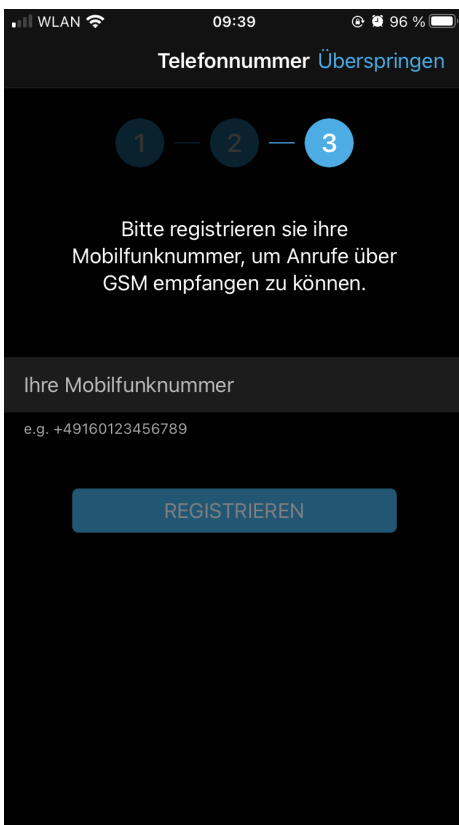 WLAN 09:39 96 %
Telefonnummer Überspringen
1 2 3
Bitte registrieren sie ihre
Mobilfunknummer, um Anrufe über
GSM empfangen zu können.
Ihre Mobilfunknummer
e.g. +49160123456789
REGISTRIEREN